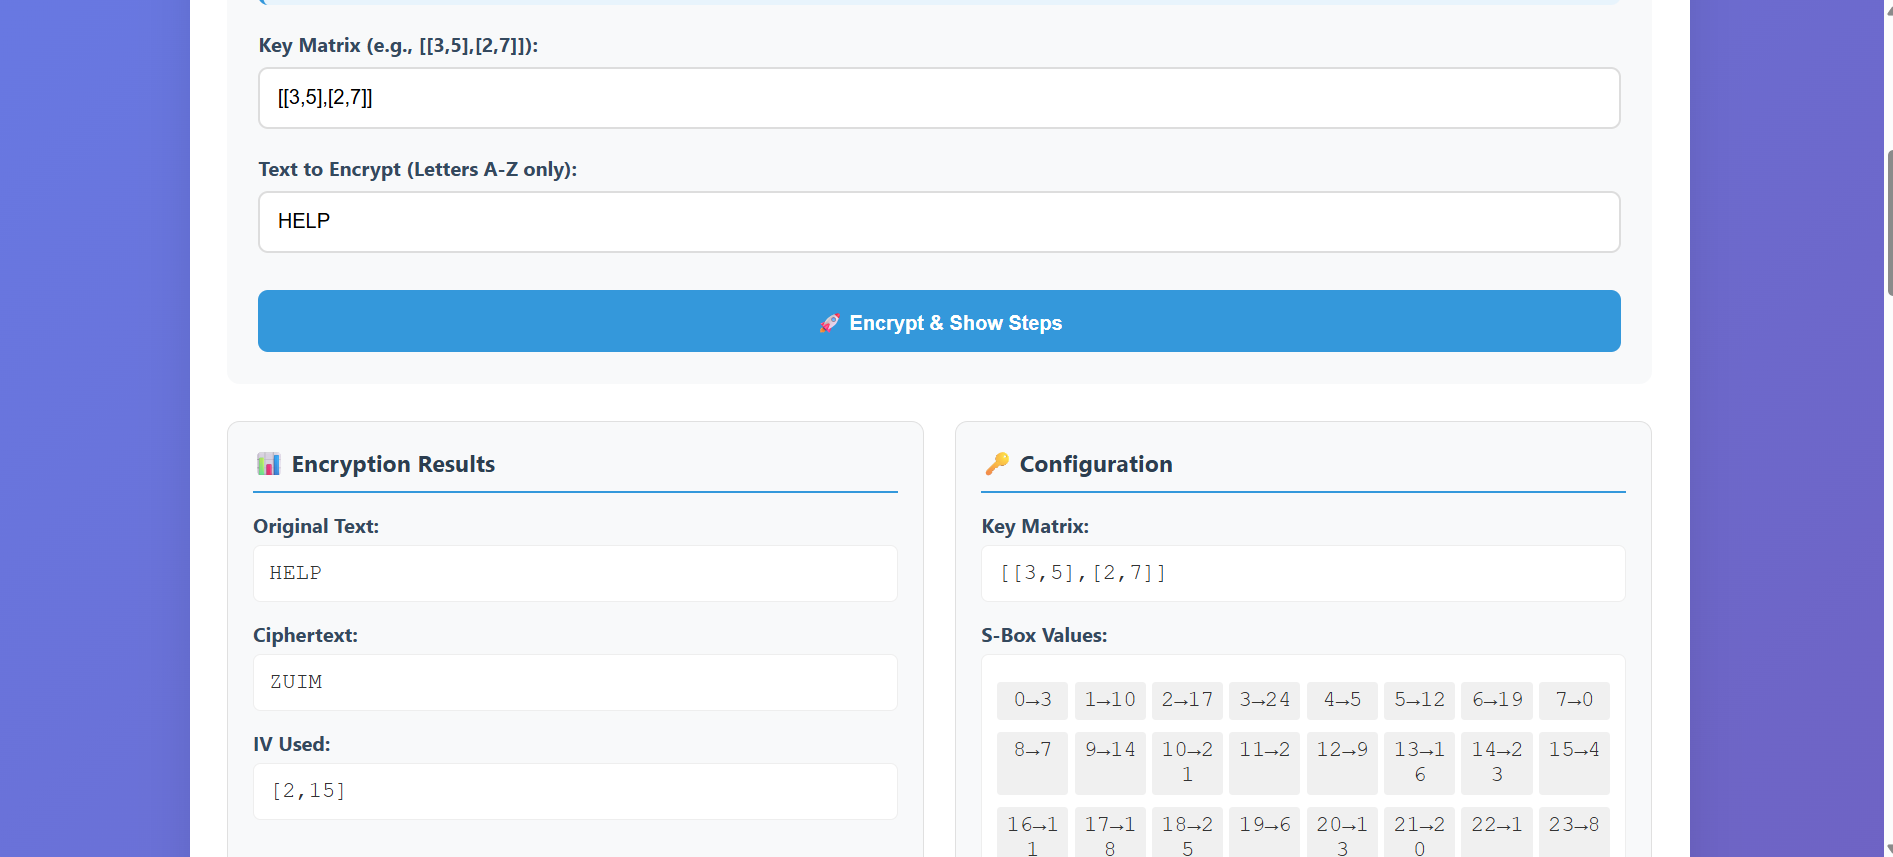 Key Matrix (e.g., [[3,5],[2,7]]):
[[3,5],[2,7]]
Text to Encrypt (Letters A-Z only):
HELP
🚀 Encrypt & Show Steps
📊 Encryption Results
Original Text:
HELP
Ciphertext:
ZUIM
IV Used:
[2,15]
🔑 Configuration
Key Matrix:
[[3,5],[2,7]]
S-Box Values:
0→3 1→10 2→17 3→24 4→5 5→12 6→19 7→0
8→7 9→14 10→21 11→2 12→9 13→16 14→23 15→4
16→11 17→18 18→25 19→6 20→13 21→20 22→1 23→8